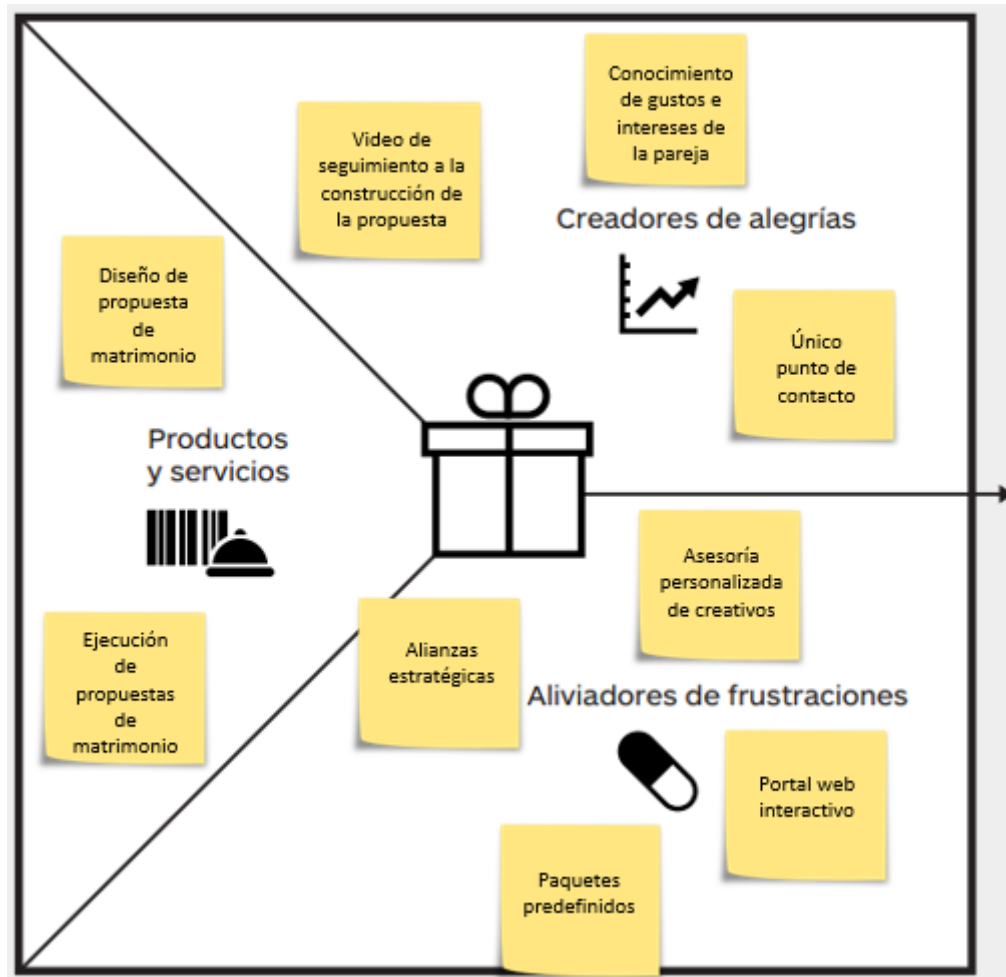 Conocimiento
de gustos e
intereses de
la pareja
Video de
seguimiento a la
construcción de
la propuesta
Creadores de alegrías
Diseño de
propuesta
de
matrimonio
Único
punto de
contacto
Productos
y servicios
Asesoría
personalizada
de creativos
Ejecución
de
propuestas
de
matrimonio
Alianzas
estratégicas
Aliviadores de frustraciones
Portal web
interactivo
Paquetes
predefinidos